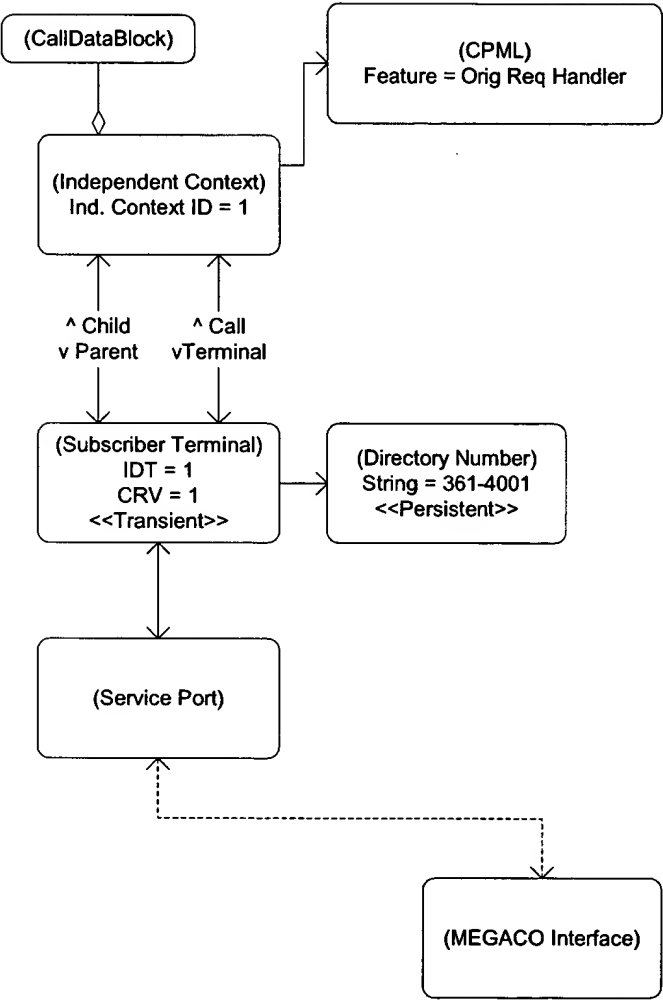 (CallDataBlock)
(CPML)
Feature = Orig Req Handler
(Independent Context)
Ind. Context ID = 1
^ Child
v Parent
^ Call
vTerminal
(Subscriber Terminal)
IDT = 1
CRV = 1
<<Transient>>
(Directory Number)
String = 361-4001
<<Persistent>>
(Service Port)
(MEGACO Interface)